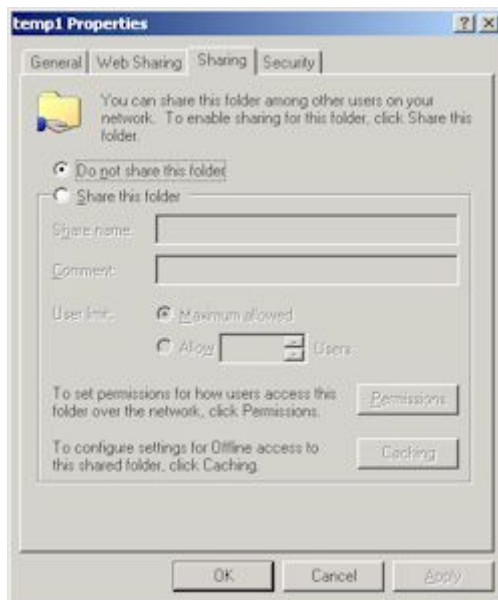 temp1 Properties
General Web Sharing Sharing Security
You can share this folder among other users on your
network. To enable sharing for this folder, click Share this
folder.
Do not share this folder
Share this folder
Share name:
Comment:
User limit:
Maximum allowed
Allow Users
To set permissions for how users access this
folder over the network, click Permissions.
Permissions
To configure settings for Offline access to
this shared folder, click Caching.
Caching
OK Cancel Apply